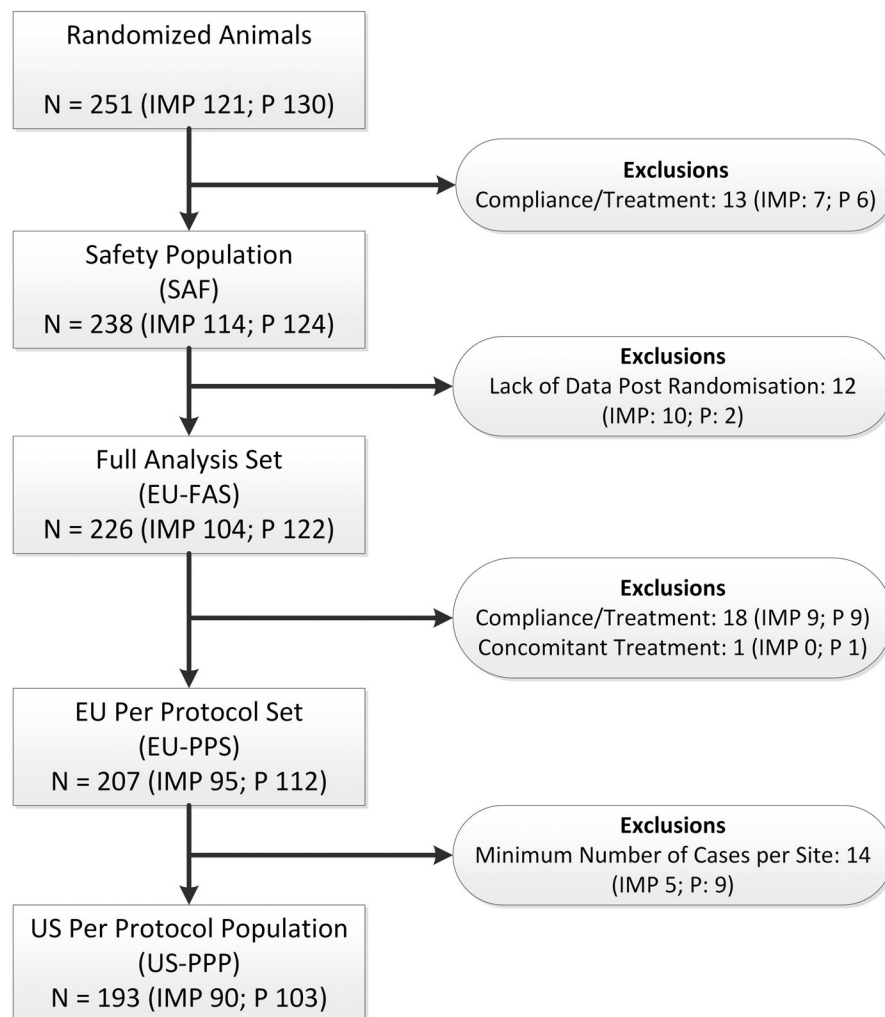 Randomized Animals
N = 251 (IMP 121; P 130)
Exclusions
Compliance/Treatment: 13 (IMP: 7; P 6)
Safety Population
(SAF)
N = 238 (IMP 114; P 124)
Exclusions
Lack of Data Post Randomisation: 12
(IMP: 10; P: 2)
Full Analysis Set
(EU-FAS)
N = 226 (IMP 104; P 122)
Exclusions
Compliance/Treatment: 18 (IMP 9; P 9)
Concomitant Treatment: 1 (IMP 0; P 1)
EU Per Protocol Set
(EU-PPS)
N = 207 (IMP 95; P 112)
Exclusions
Minimum Number of Cases per Site: 14
(IMP 5; P: 9)
US Per Protocol Population
(US-PPP)
N = 193 (IMP 90; P 103)